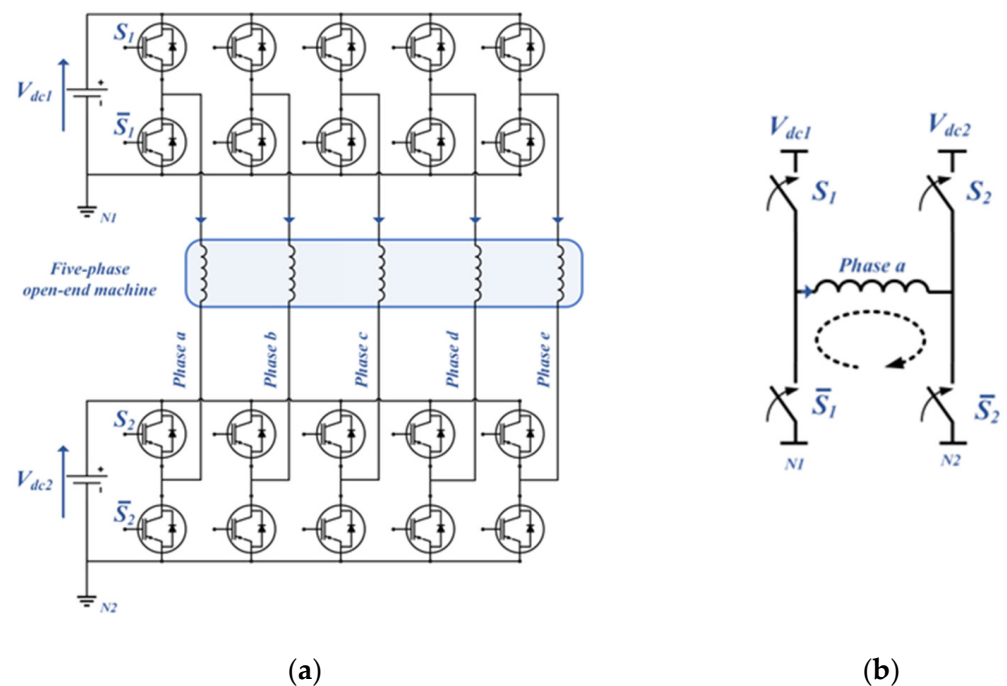 S1
Vdc1
S̅1
N1
Five-phase
open-end machine
Phase a
Phase b
Phase c
Phase d
Phase e
S2
Vdc2
S̅2
N2
(a)
Vdc1
Vdc2
S1
S2
Phase a
S̅1
S̅2
N1
N2
(b)